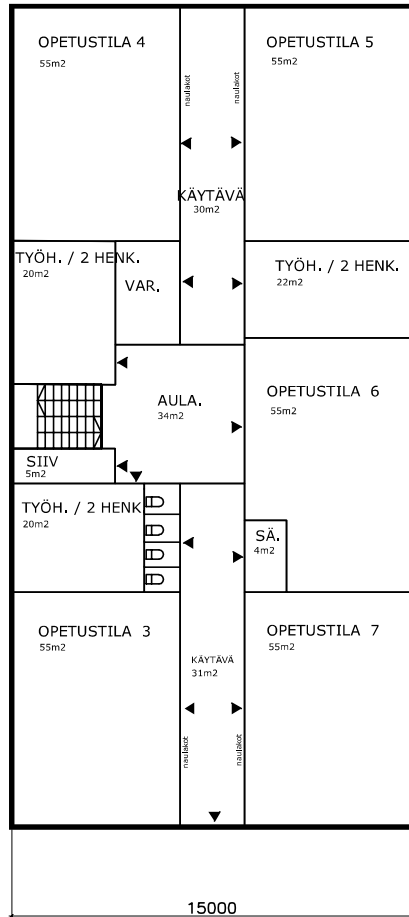 OPETUSTILA 4
55m2
naulakot
naulakot
OPETUSTILA 5
55m2
KÄYTÄVÄ
30m2
TYÖH. / 2 HENK.
20m2
VAR.
TYÖH. / 2 HENK.
22m2
AULA.
34m2
OPETUSTILA 6
55m2
SIIV
5m2
TYÖH. / 2 HENK
20m2
SÄ.
4m2
OPETUSTILA 3
55m2
KÄYTÄVÄ
31m2
OPETUSTILA 7
55m2
naulakot
naulakot
15000